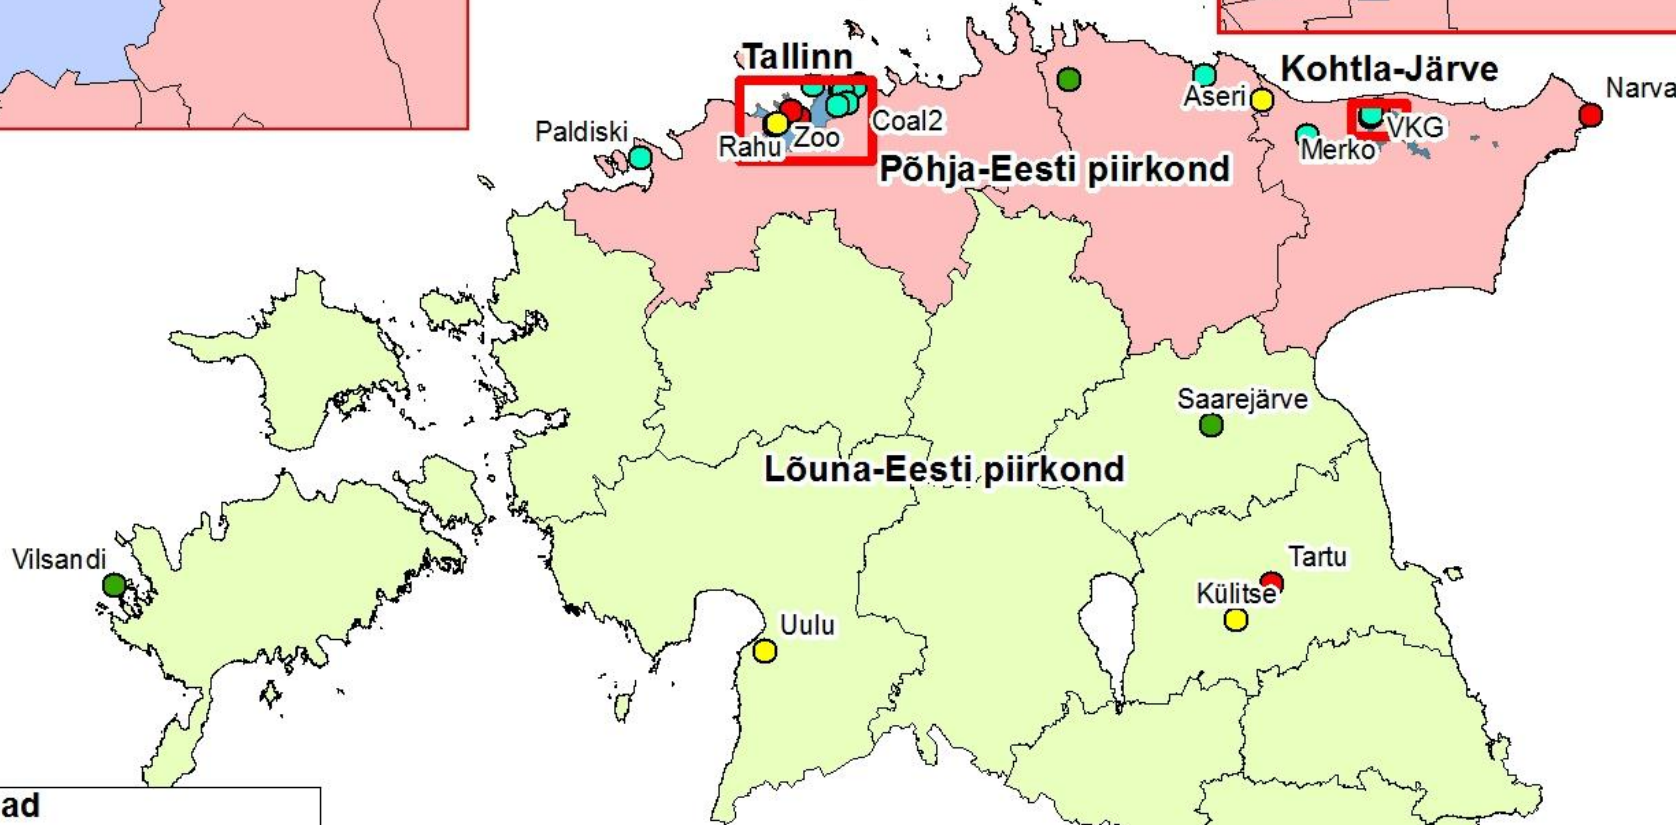 Tallinn
Kohtla-Järve
Narva
Aseri
Paldiski
Coal2
VKG
Rahu
Zoo
Merko
Põhja-Eesti piirkond
Saarejärve
Lõuna-Eesti piirkond
Vilsandi
Tartu
Külitse
Uulu
ad